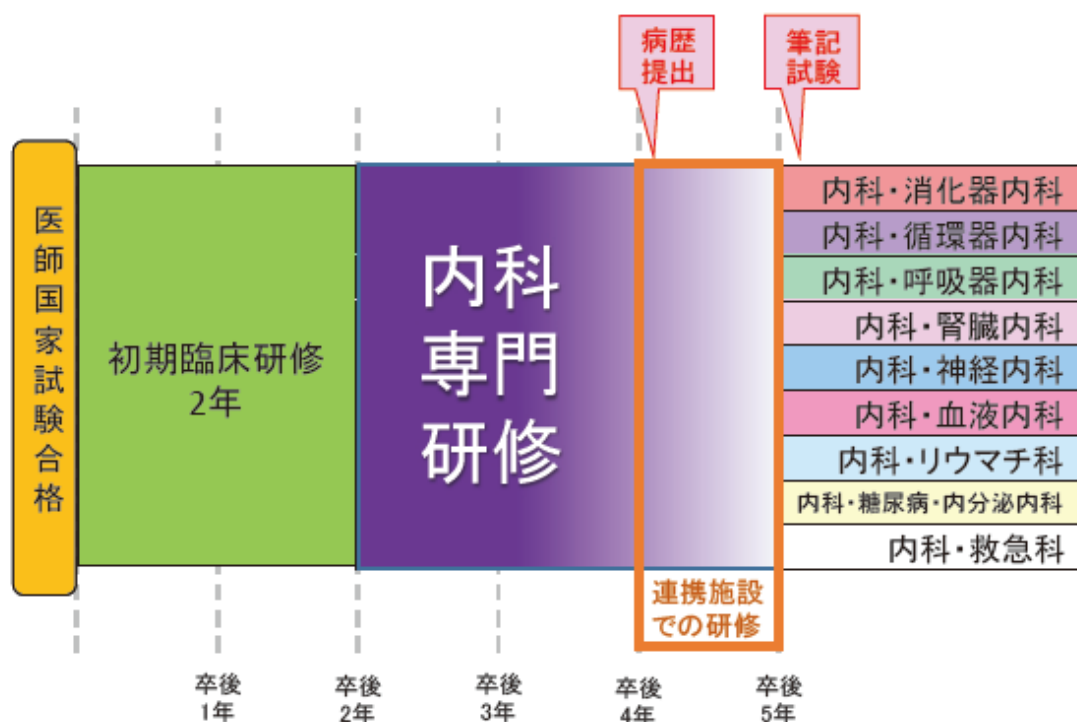 病歴
提出
筆記
試験
医師国家試験合格
初期臨床研修
2年
内科
専門
研修
連携施設
での研修
内科・消化器内科
内科・循環器内科
内科・呼吸器内科
内科・腎臓内科
内科・神経内科
内科・血液内科
内科・リウマチ科
内科・糖尿病・内分泌内科
内科・救急科
卒後
1年
卒後
2年
卒後
3年
卒後
4年
卒後
5年